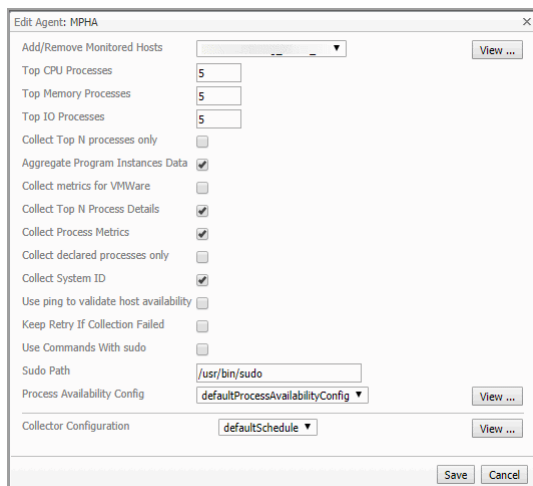 Edit Agent: MPHA
Add/Remove Monitored Hosts View ...
Top CPU Processes 5
Top Memory Processes 5
Top IO Processes 5
Collect Top N processes only
Aggregate Program Instances Data
Collect metrics for VMWare
Collect Top N Process Details
Collect Process Metrics
Collect declared processes only
Collect System ID
Use ping to validate host availability
Keep Retry If Collection Failed
Use Commands With sudo
Sudo Path /usr/bin/sudo
Process Availability Config defaultProcessAvailabilityConfig View ...
Collector Configuration defaultSchedule View ...
Save Cancel